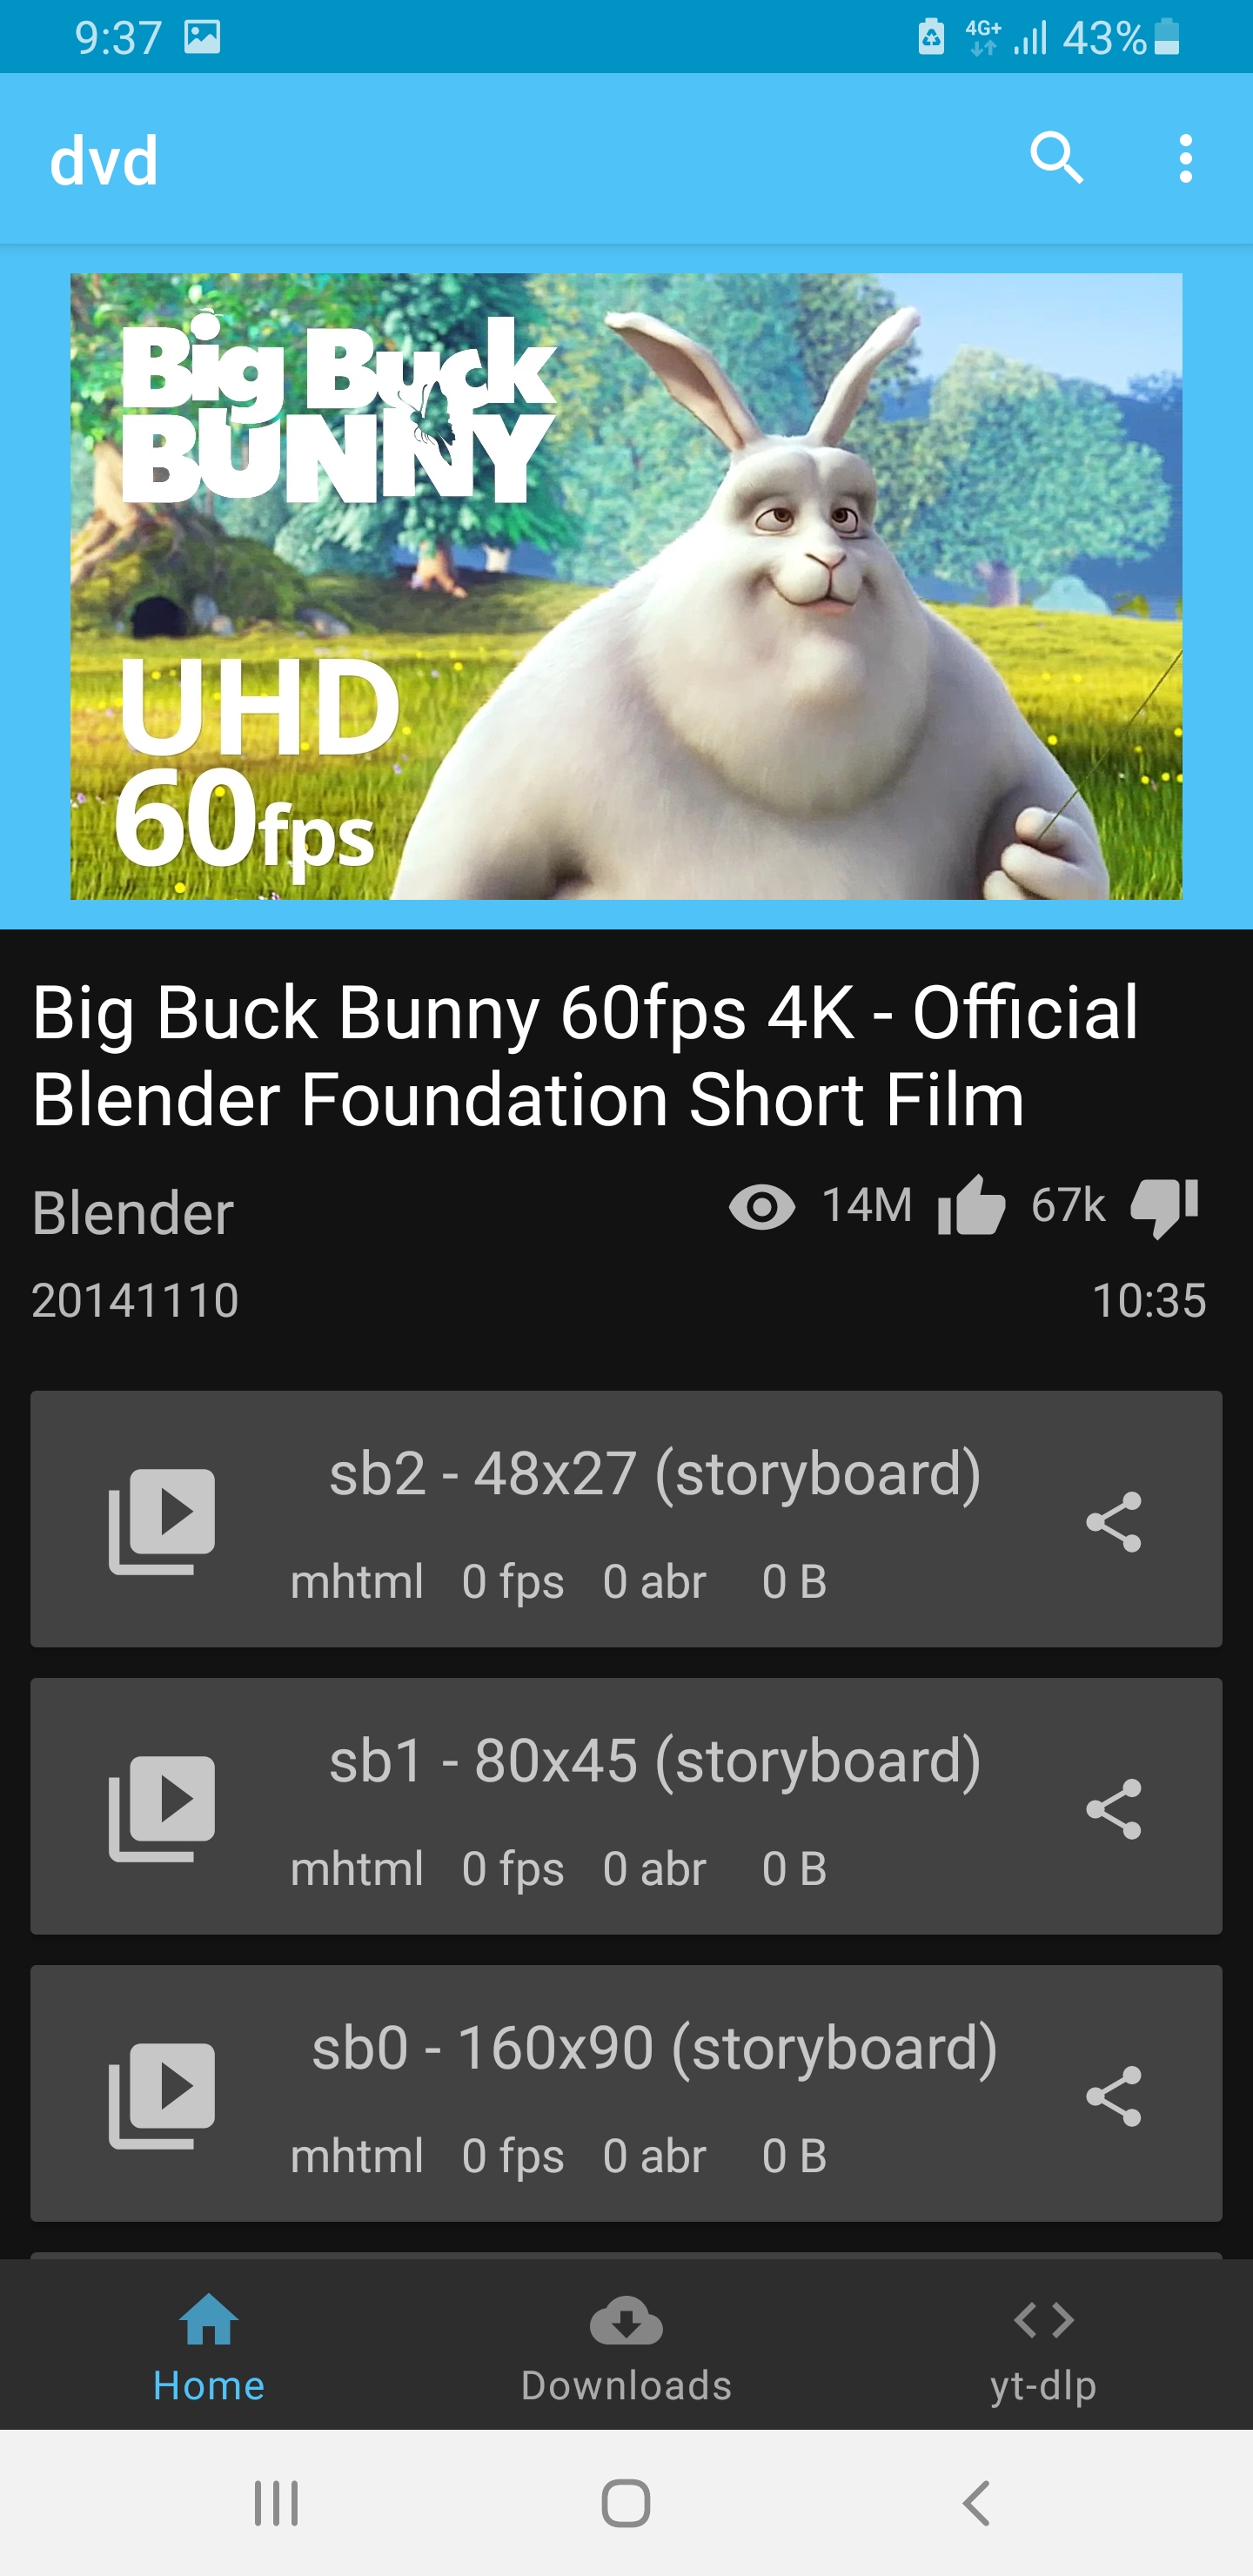 9:37
4G+ 43%
dvd
Big Buck
BUNNY
UHD
60fps
Big Buck Bunny 60fps 4K - Official
Blender Foundation Short Film
Blender 14M 67k
20141110 10:35
sb2 - 48x27 (storyboard)
mhtml 0 fps 0 abr 0 B
sb1 - 80x45 (storyboard)
mhtml 0 fps 0 abr 0 B
sb0 - 160x90 (storyboard)
mhtml 0 fps 0 abr 0 B
Home Downloads yt-dlp